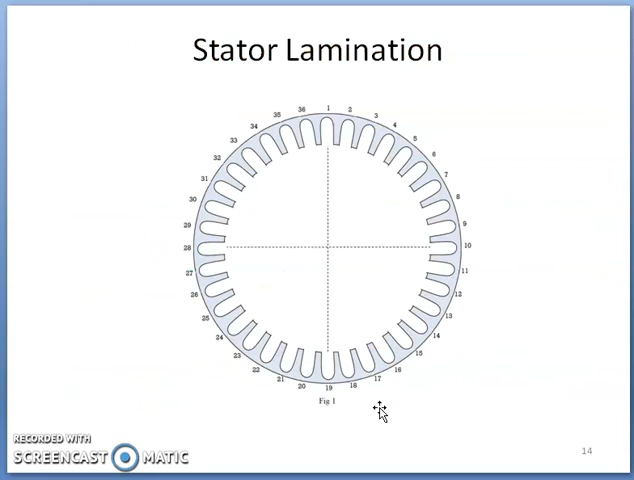 Stator Lamination
36 1 2
35 3
34 4
33 5
32 6
31 7
30 8
29 9
28 10
27 11
26 12
25 13
24 14
23 15
22 16
21 17
20 19 18
Fig 1
RECORDED WITH
SCREENCAST MATIC
14